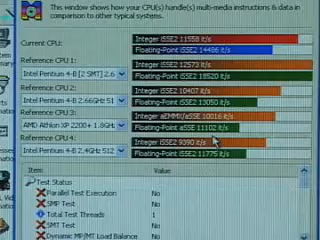 This window shows how your CPU(s) handle(s) multi-media instructions & data in
comparison to other typical systems.
Current CPU:
Integer iSSE2 11558 it/s
Floating-Point iSSE2 14486 it/s
Reference CPU 1:
Integer iSSE2 12573 it/s
Intel Pentium 4-B [2 SMT] 2.6
Floating-Point iSSE2 18520 it/s
Reference CPU 2:
Integer iSSE2 10407 it/s
Intel Pentium 4-B 2.66GHz 51
Floating-Point iSSE2 13050 it/s
Reference CPU 3:
Integer aEMMX/aSSE 10016 it/s
AMD Athlon XP 2200+ 1.8GH
Floating-Point aSSE 11102 it/s
Reference CPU 4:
Integer iSSE2 9390 it/s
Intel Pentium 4-B 2.4GHz 512
Floating-Point iSSE2 11775 it/s
Item
Value
Test Status
Parallel Test Execution
No
SMP Test
No
Total Test Threads
1
SMT Test
No
Dynamic MP/MT Load Balance
No